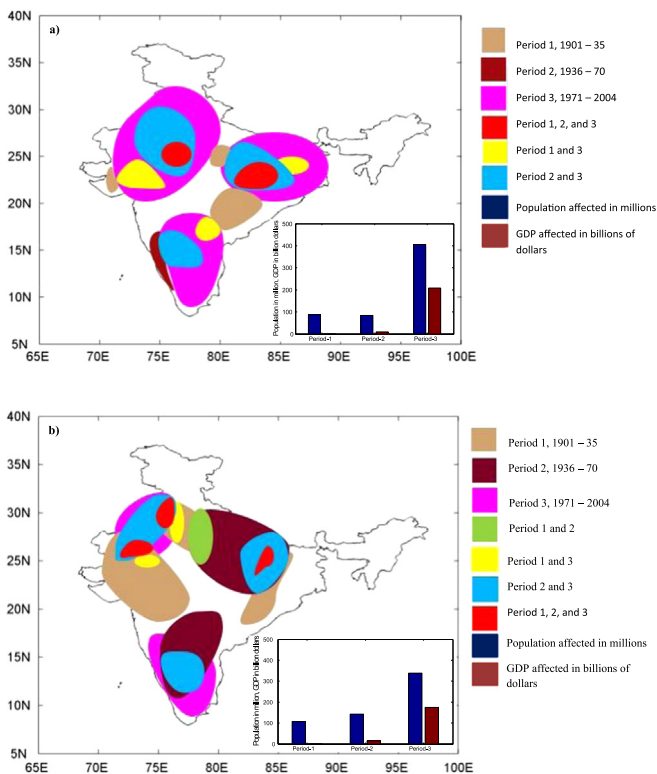 40N
35N
30N
25N
20N
15N
10N
5N
65E
70E
75E
80E
85E
90E
95E
100E
a)
Period 1, 1901 – 35
Period 2, 1936 – 70
Period 3, 1971 – 2004
Period 1, 2, and 3
Period 1 and 3
Period 2 and 3
Population affected in millions
GDP affected in billions of
dollars
Population in million, GDP in billion dollars
500
400
300
200
100
0
Period-1
Period-2
Period-3
40N
35N
30N
25N
20N
15N
10N
5N
65E
70E
75E
80E
85E
90E
95E
100E
b)
Period 1, 1901 – 35
Period 2, 1936 – 70
Period 3, 1971 – 2004
Period 1 and 2
Period 1 and 3
Period 2 and 3
Period 1, 2, and 3
Population affected in millions
GDP affected in billions of
dollars
Population in million, GDP in billion dollars
500
400
300
200
100
0
Period-1
Period-2
Period-3